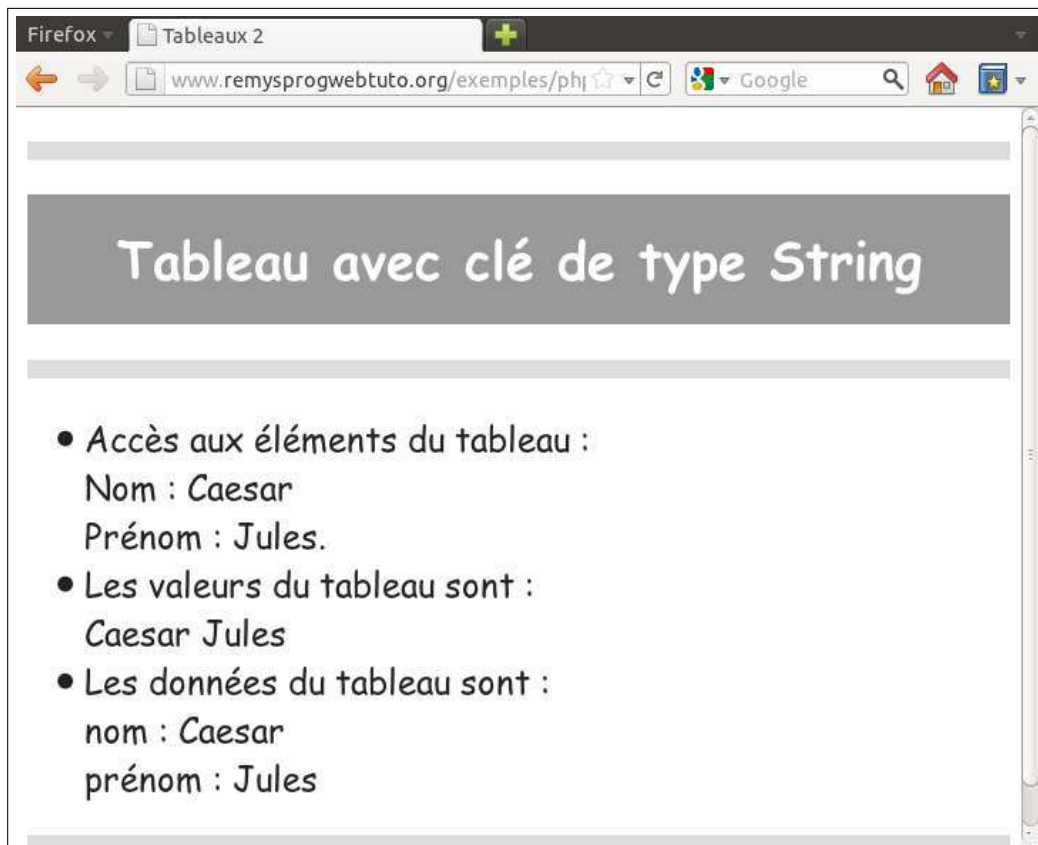 Firefox
Tableaux 2
www.remysprogwebtuto.org/exemples/ph
Google
Tableau avec clé de type String
Accès aux éléments du tableau :
Nom : Caesar
Prénom : Jules.
Les valeurs du tableau sont :
Caesar Jules
Les données du tableau sont :
nom : Caesar
prénom : Jules